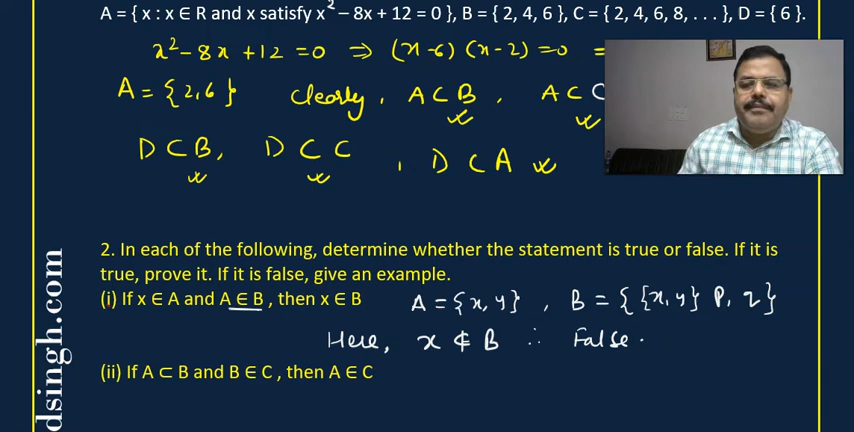 A = { x : x ∈ R and x satisfy x² – 8x + 12 = 0 }, B = { 2, 4, 6 }, C = { 2, 4, 6, 8, . . . }, D = { 6 }.
x² – 8x + 12 = 0 ⇒ (x–6) (x–2) = 0 =
A = { 2, 6 } Clearly, A ⊂ B, A ⊂ C
D ⊂ B, D ⊂ C, D ⊂ A
2. In each of the following, determine whether the statement is true or false. If it is
true, prove it. If it is false, give an example.
(i) If x ∈ A and A ∈ B , then x ∈ B A = {x, y} , B = { {x, y} P, 2 }
Here, x ∉ B ∴ False .
(ii) If A ⊂ B and B ∈ C , then A ∈ C
dsingh.com